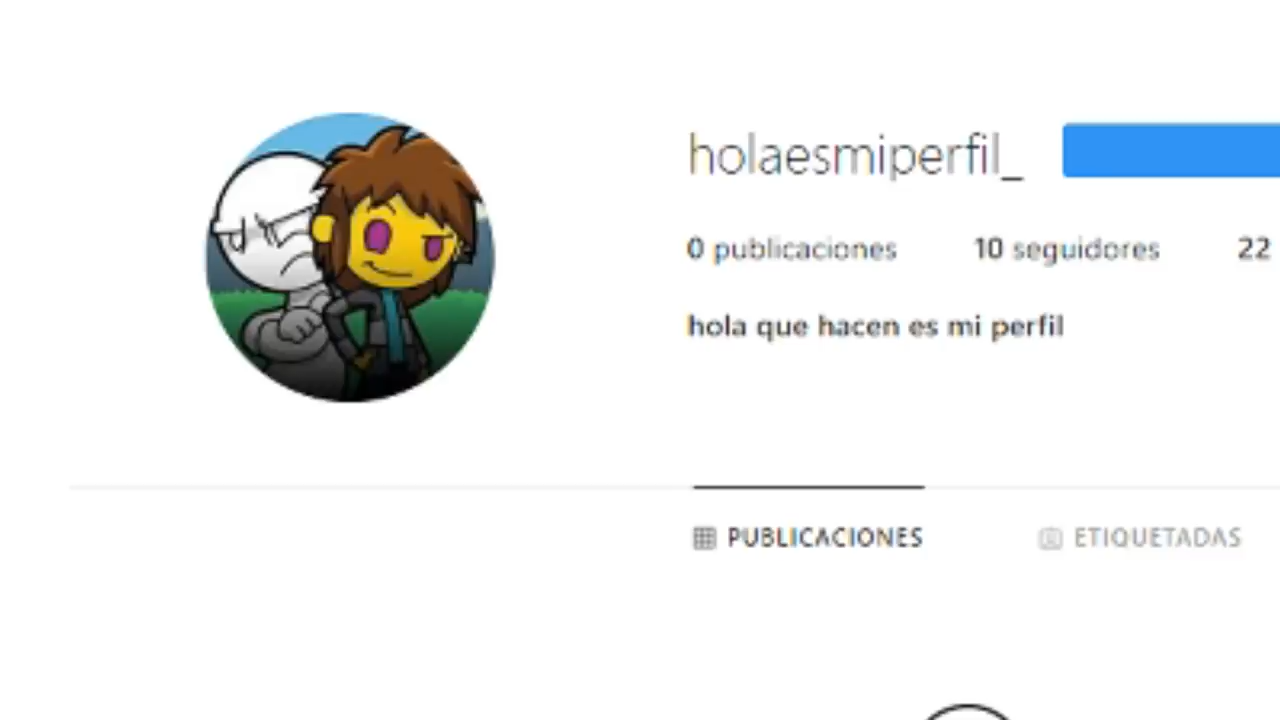 holaesmiperfil_
0 publicaciones 10 seguidores 22
hola que hacen es mi perfil
PUBLICACIONES ETIQUETADAS